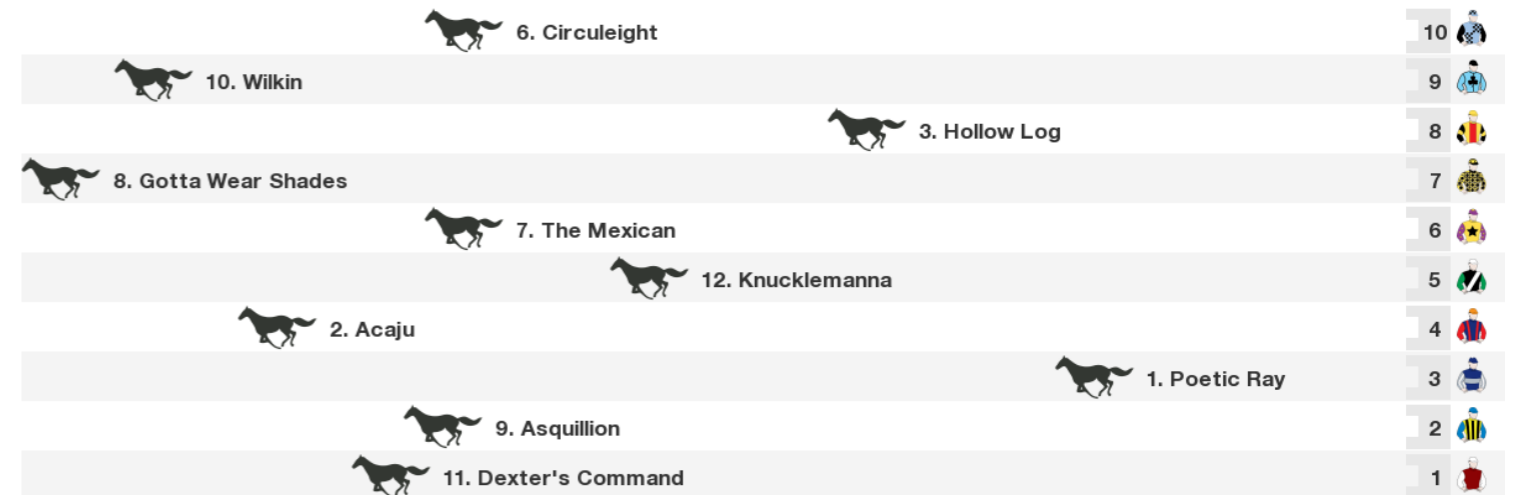 6. Circuleight 10
10. Wilkin 9
3. Hollow Log 8
8. Gotta Wear Shades 7
7. The Mexican 6
12. Knucklemanna 5
2. Acaju 4
1. Poetic Ray 3
9. Asquillion 2
11. Dexter's Command 1